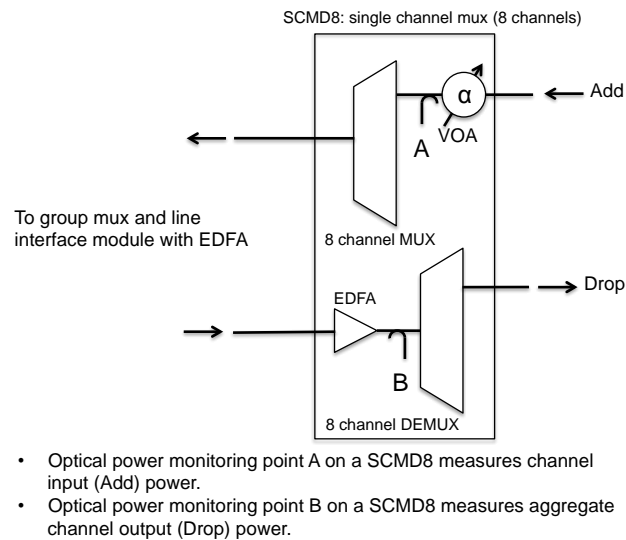 SCMD8: single channel mux (8 channels)
α
Add
A
VOA
To group mux and line
interface module with EDFA
8 channel MUX
EDFA
Drop
B
8 channel DEMUX
• Optical power monitoring point A on a SCMD8 measures channel
input (Add) power.
• Optical power monitoring point B on a SCMD8 measures aggregate
channel output (Drop) power.